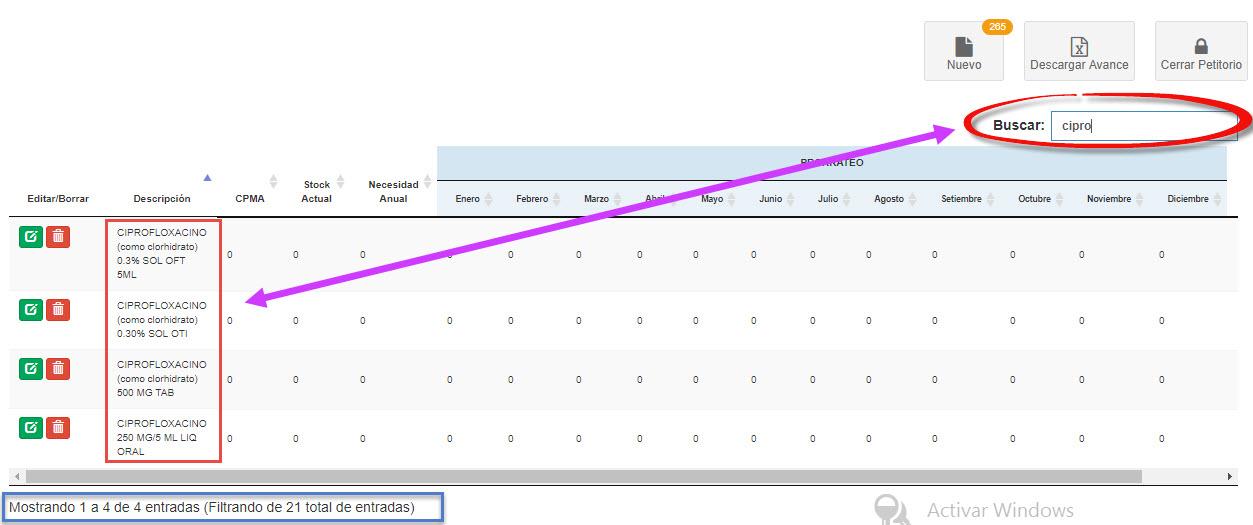 265
Nuevo
Descargar Avance
Cerrar Petitorio
Buscar: cipro
PRORRATEO
Editar/Borrar Descripción CPMA Stock Actual Necesidad Anual Enero Febrero Marzo Abril Mayo Junio Julio Agosto Setiembre Octubre Noviembre Diciembre
CIPROFLOXACINO
(como clorhidrato)
0.3% SOL OFT
5ML
0 0 0 0 0 0 0 0 0 0 0 0 0 0 0
CIPROFLOXACINO
(como clorhidrato)
0.30% SOL OTI
0 0 0 0 0 0 0 0 0 0 0 0 0 0 0
CIPROFLOXACINO
(como clorhidrato)
500 MG TAB
0 0 0 0 0 0 0 0 0 0 0 0 0 0 0
CIPROFLOXACINO
250 MG/5 ML LIQ
ORAL
0 0 0 0 0 0 0 0 0 0 0 0 0 0 0
Mostrando 1 a 4 de 4 entradas (Filtrando de 21 total de entradas)
Activar Windows